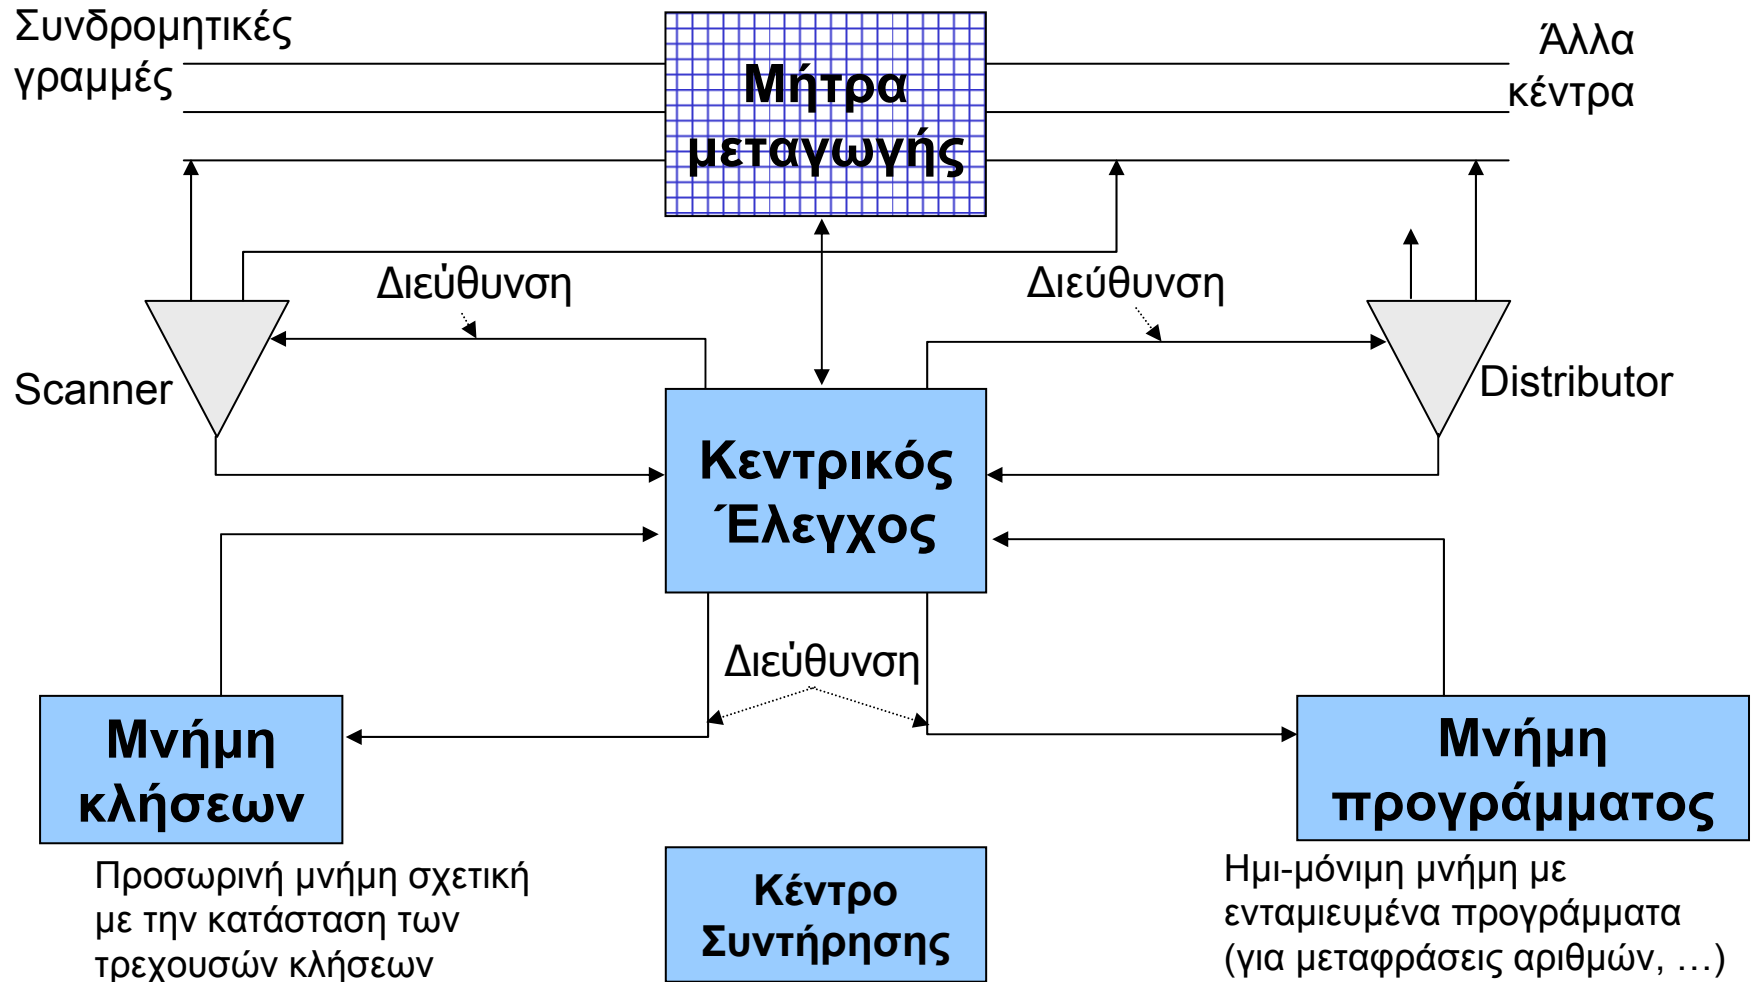 Συνδρομητικές
γραμμές
Μήτρα
μεταγωγής
Άλλα
κέντρα
Διεύθυνση
Διεύθυνση
Scanner
Distributor
Κεντρικός
Έλεγχος
Διεύθυνση
Μνήμη
κλήσεων
Μνήμη
προγράμματος
Προσωρινή μνήμη σχετική
με την κατάσταση των
τρεχουσών κλήσεων
Κέντρο
Συντήρησης
Ημι-μόνιμη μνήμη με
ενταμιευμένα προγράμματα
(για μεταφράσεις αριθμών, …)